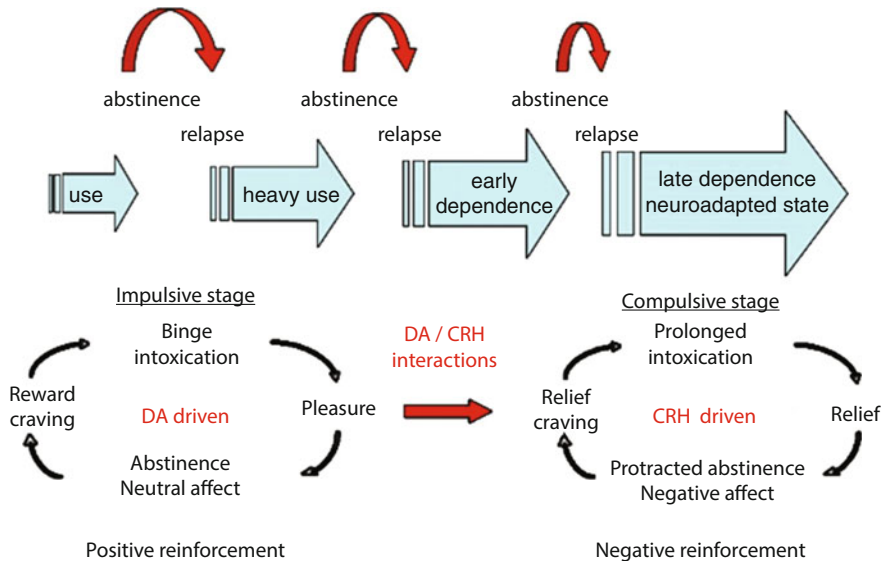 abstinence
abstinence
abstinence
relapse
relapse
relapse
use
heavy use
early
dependence
late dependence
neuroadapted state
Impulsive stage
Binge
intoxication
Reward
craving
DA driven
Pleasure
Abstinence
Neutral affect
Positive reinforcement
DA / CRH
interactions
Compulsive stage
Prolonged
intoxication
Relief
craving
CRH driven
Relief
Protracted abstinence
Negative affect
Negative reinforcement